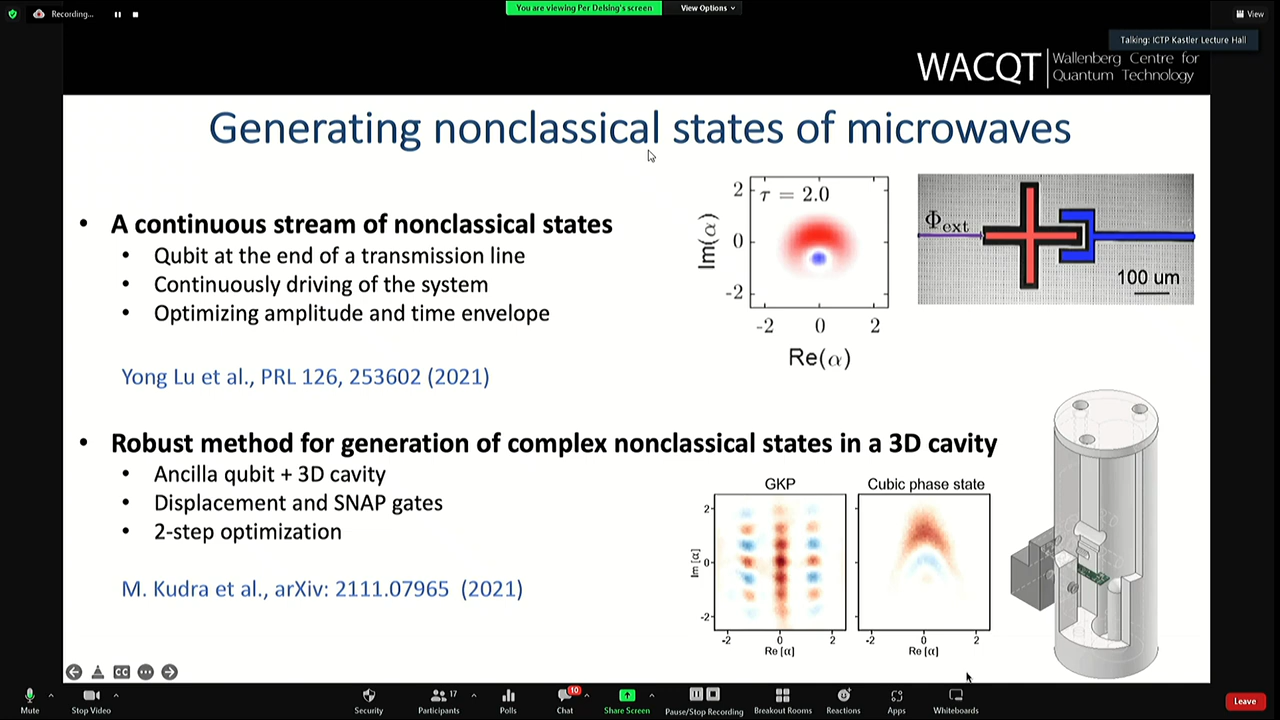 Recording...
You are viewing Per Delsing's screen
View Options
View
Talking: ICTP Kastler Lecture Hall
WACQT
Wallenberg Centre for
Quantum Technology
Generating nonclassical states of microwaves
• A continuous stream of nonclassical states
• Qubit at the end of a transmission line
• Continuously driving of the system
• Optimizing amplitude and time envelope
Yong Lu et al., PRL 126, 253602 (2021)
τ = 2.0
2
0
-2
Im(α)
-2 0 2
Re(α)
Φext
100 um
• Robust method for generation of complex nonclassical states in a 3D cavity
• Ancilla qubit + 3D cavity
• Displacement and SNAP gates
• 2-step optimization
M. Kudra et al., arXiv: 2111.07965 (2021)
GKP
Cubic phase state
2
0
-2
Im [α]
-2 0 2
Re [α]
-2 0 2
Re [α]
CC
Mute
Stop Video
Security
17
Participants
Polls
10
Chat
Share Screen
Pause/Stop Recording
Breakout Rooms
Reactions
Apps
Whiteboards
Leave